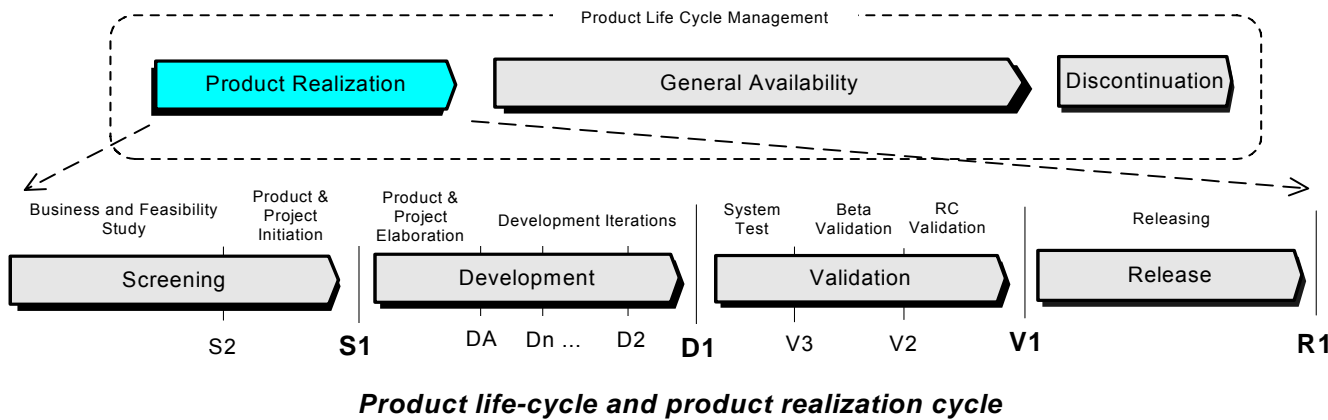 Product Life Cycle Management
Product Realization
General Availability
Discontinuation
Business and Feasibility
Study
Product &
Project
Initiation
Product &
Project
Elaboration
Development Iterations
System
Test
Beta
Validation
RC
Validation
Releasing
Screening
Development
Validation
Release
S2
S1
DA
Dn ...
D2
D1
V3
V2
V1
R1
Product life-cycle and product realization cycle